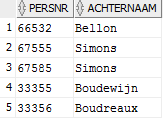 PERSNR ACHTERNAAM
1 66532 Bellon
2 67555 Simons
3 67585 Simons
4 33355 Boudewijn
5 33356 Boudreaux